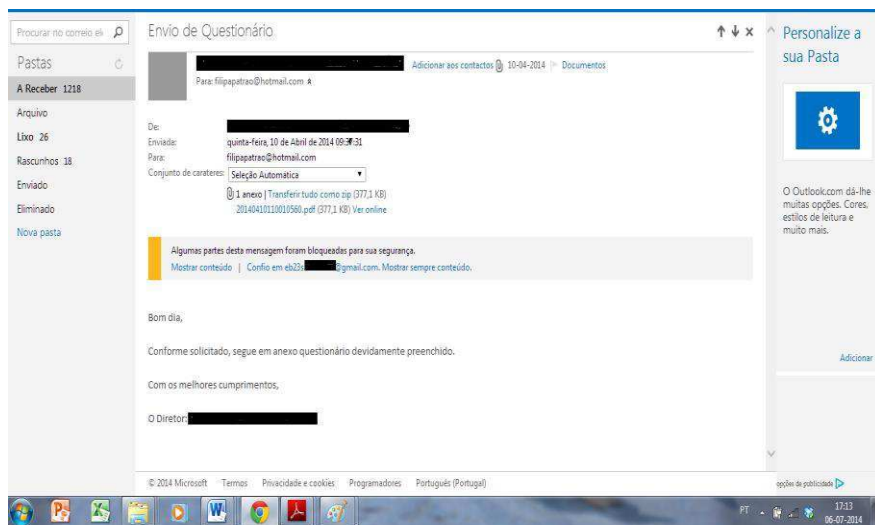 Procurar no correio el
Pastas
A Receber 1218
Arquivo
Lixo 26
Rascunhos 18
Enviado
Eliminado
Nova pasta
Envio de Questionário
Adicionar aos contactos 10-04-2014 Documentos
Para: filipapatrao@hotmail.com
De:
Enviada: quinta-feira, 10 de Abril de 2014 09:31
Para: filipapatrao@hotmail.com
Conjunto de carateres: Seleção Automática
1 anexo | Transferir tudo como zip (377,1 KB)
20140410110010560.pdf (377,1 KB) Ver online
Algumas partes desta mensagem foram bloqueadas para sua segurança.
Mostrar conteúdo | Confio em eb23s @gmail.com. Mostrar sempre conteúdo.
Bom dia,
Conforme solicitado, segue em anexo questionário devidamente preenchido.
Com os melhores cumprimentos,
O Diretor:
© 2014 Microsoft Termos Privacidade e cookies Programadores Português (Portugal)
Personalize a
sua Pasta
O Outlook.com dá-lhe
muitas opções. Cores,
estilos de leitura e
muito mais.
Adicionar
opções de publicidade
PT
17:13
06-07-2014